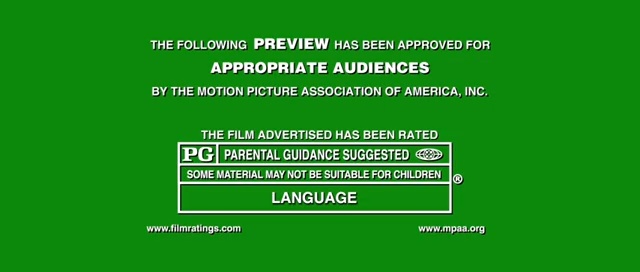 THE FOLLOWING PREVIEW HAS BEEN APPROVED FOR
APPROPRIATE AUDIENCES
BY THE MOTION PICTURE ASSOCIATION OF AMERICA, INC.
THE FILM ADVERTISED HAS BEEN RATED
PG PARENTAL GUIDANCE SUGGESTED
SOME MATERIAL MAY NOT BE SUITABLE FOR CHILDREN
®
LANGUAGE
www.filmratings.com www.mpaa.org